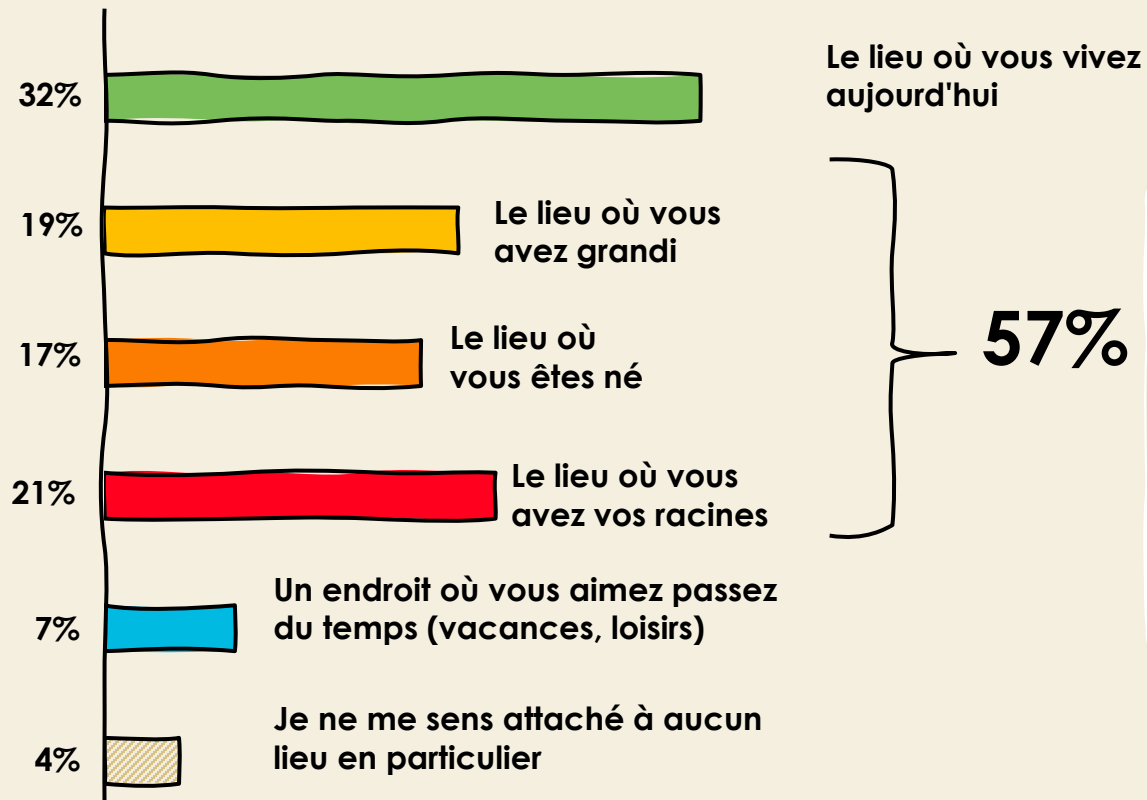 32%
Le lieu où vous vivez
aujourd'hui
19%
Le lieu où vous
avez grandi
17%
Le lieu où
vous êtes né
57%
21%
Le lieu où vous
avez vos racines
7%
Un endroit où vous aimez passez
du temps (vacances, loisirs)
4%
Je ne me sens attaché à aucun
lieu en particulier